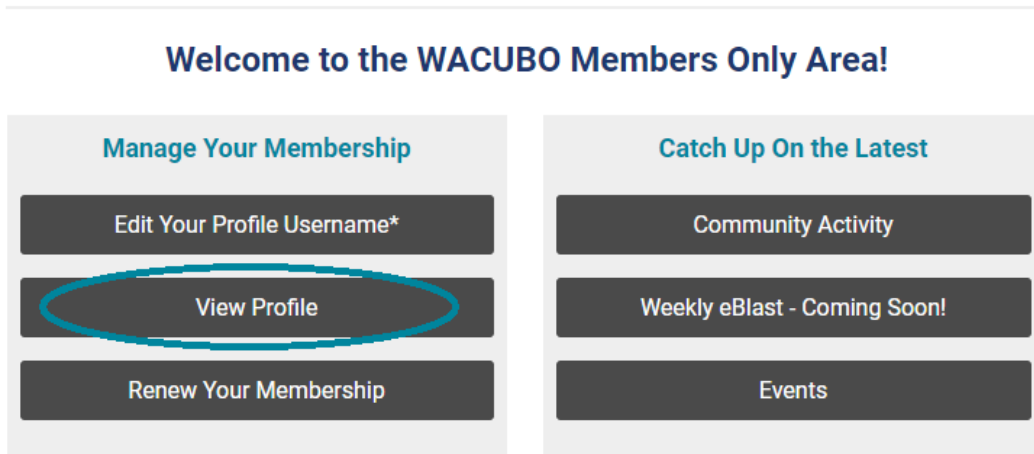 Welcome to the WACUBO Members Only Area!
Manage Your Membership
Edit Your Profile Username*
View Profile
Renew Your Membership
Catch Up On the Latest
Community Activity
Weekly eBlast - Coming Soon!
Events